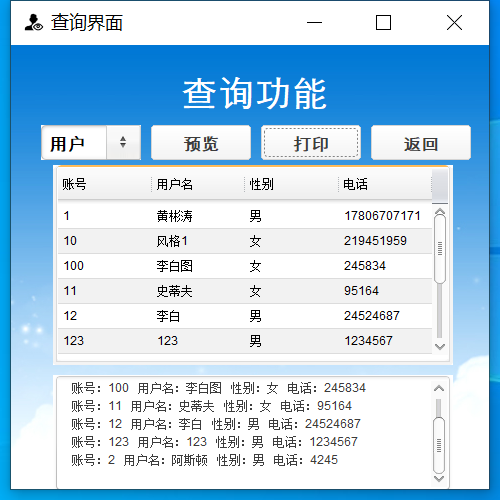 查询界面
查询功能
用户 预览 打印 返回
账号 用户名 性别 电话
1 黄彬涛 男 17806707171
10 风格1 女 219451959
100 李白图 女 245834
11 史蒂夫 女 95164
12 李白 男 24524687
123 123 男 1234567
账号：100 用户名：李白图 性别：女 电话：245834
账号：11 用户名：史蒂夫 性别：女 电话：95164
账号：12 用户名：李白 性别：男 电话：24524687
账号：123 用户名：123 性别：男 电话：1234567
账号：2 用户名：阿斯顿 性别：男 电话：4245